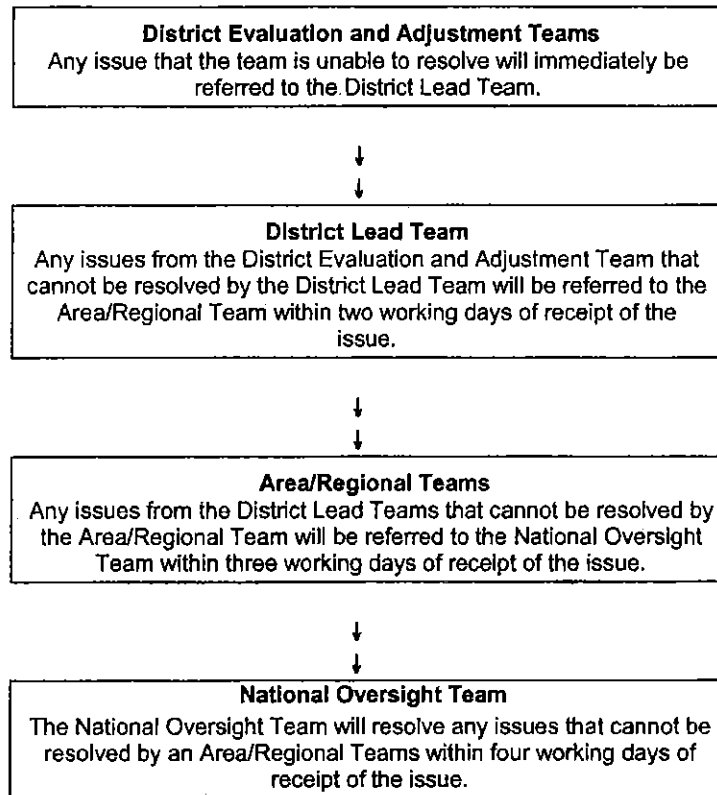 District Evaluation and Adjustment Teams
Any issue that the team is unable to resolve will immediately be
referred to the District Lead Team.
↓
↓
District Lead Team
Any issues from the District Evaluation and Adjustment Team that
cannot be resolved by the District Lead Team will be referred to the
Area/Regional Team within two working days of receipt of the
issue.
↓
↓
Area/Regional Teams
Any issues from the District Lead Teams that cannot be resolved by
the Area/Regional Team will be referred to the National Oversight
Team within three working days of receipt of the issue.
↓
↓
National Oversight Team
The National Oversight Team will resolve any issues that cannot be
resolved by an Area/Regional Teams within four working days of
receipt of the issue.